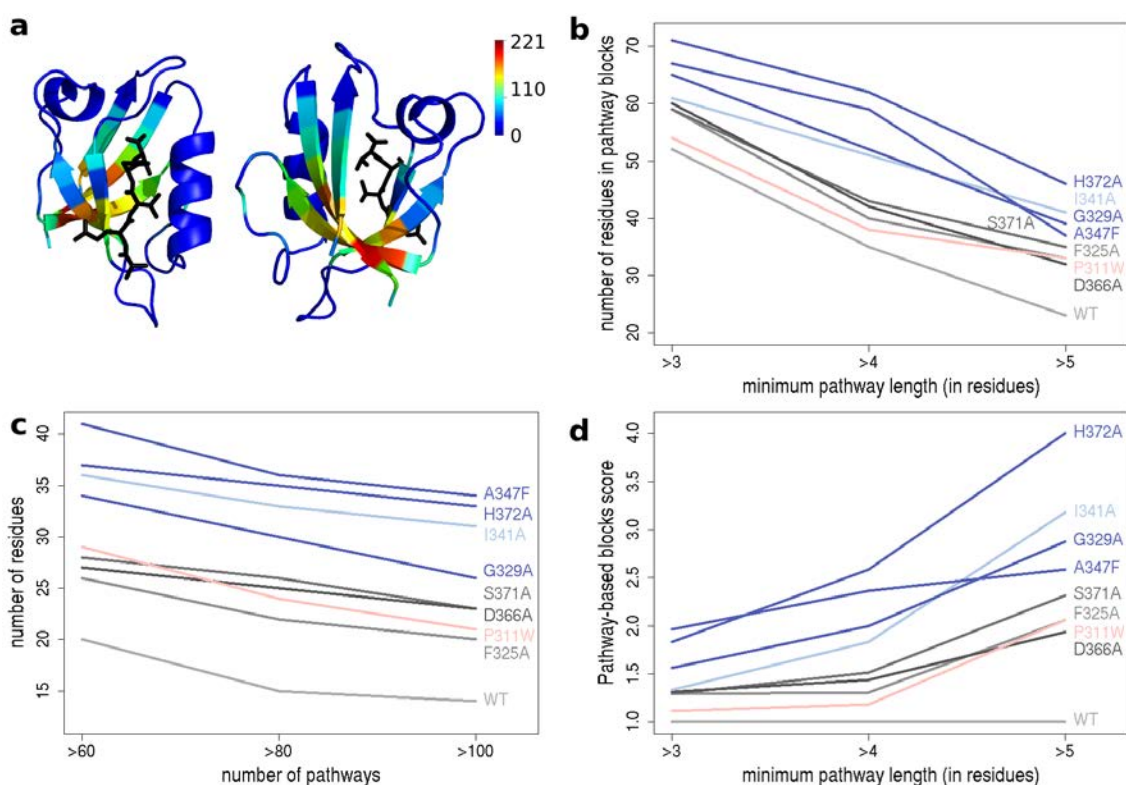 a
221
110
0
b
number of residues in pahtway blocks
70
60
50
40
30
20
H372A
I341A
G329A
S371A
A347F
F325A
P311W
D366A
WT
>3
>4
>5
minimum pathway length (in residues)
c
number of residues
40
35
30
25
20
15
A347F
H372A
I341A
G329A
S371A
D366A
P311W
F325A
WT
>60
>80
>100
number of pathways
d
Pathway-based blocks score
4.0
3.5
3.0
2.5
2.0
1.5
1.0
H372A
I341A
G329A
A347F
S371A
F325A
P311W
D366A
WT
>3
>4
>5
minimum pathway length (in residues)